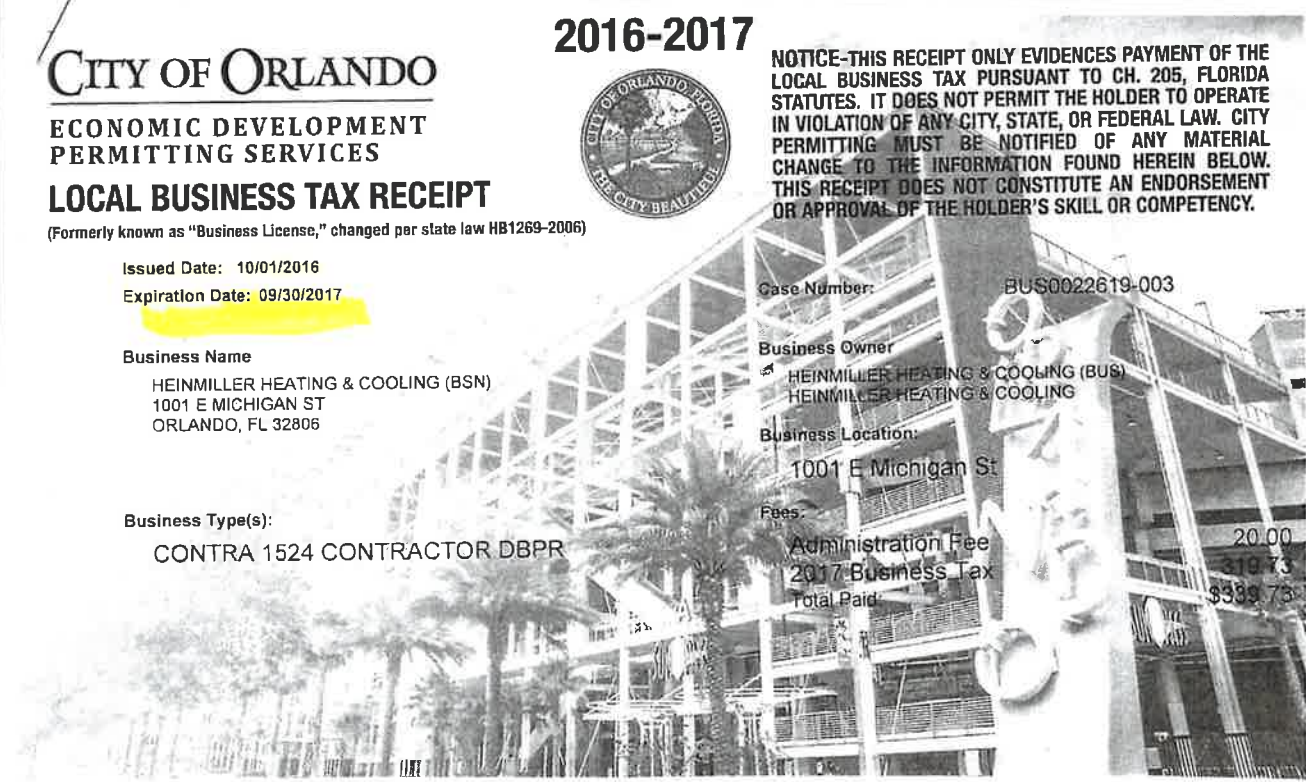 2016-2017
CITY OF ORLANDO
ECONOMIC DEVELOPMENT
PERMITTING SERVICES
LOCAL BUSINESS TAX RECEIPT
(Formerly known as "Business License," changed per state law HB1269-2006)
CITY OF ORLANDO, FLORIDA
THE CITY BEAUTIFUL
NOTICE-THIS RECEIPT ONLY EVIDENCES PAYMENT OF THE
LOCAL BUSINESS TAX PURSUANT TO CH. 205, FLORIDA
STATUTES. IT DOES NOT PERMIT THE HOLDER TO OPERATE
IN VIOLATION OF ANY CITY, STATE, OR FEDERAL LAW. CITY
PERMITTING MUST BE NOTIFIED OF ANY MATERIAL
CHANGE TO THE INFORMATION FOUND HEREIN BELOW.
THIS RECEIPT DOES NOT CONSTITUTE AN ENDORSEMENT
OR APPROVAL OF THE HOLDER'S SKILL OR COMPETENCY.
Issued Date: 10/01/2016
Expiration Date: 09/30/2017
Business Name
HEINMILLER HEATING & COOLING (BSN)
1001 E MICHIGAN ST
ORLANDO, FL 32806
Business Type(s):
CONTRA 1524 CONTRACTOR DBPR
Case Number: BUS0022619-003
Business Owner
HEINMILLER HEATING & COOLING (BUS)
HEINMILLER HEATING & COOLING
Business Location:
1001 E Michigan St
Fees:
Administration Fee 20.00
2017 Business Tax 319.73
Total Paid: $339.73